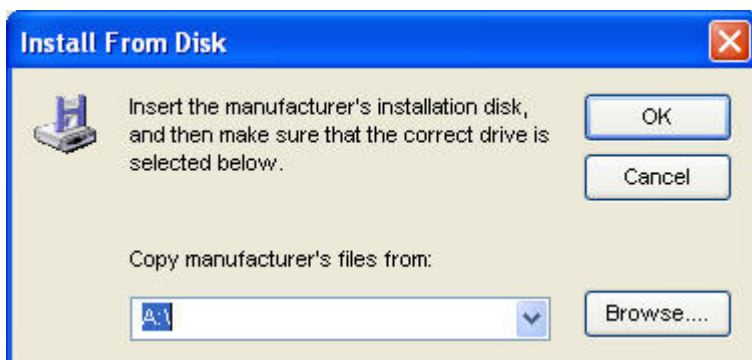 Install From Disk
Insert the manufacturer's installation disk,
and then make sure that the correct drive is
selected below.
OK
Cancel
Copy manufacturer's files from:
A:\
Browse....